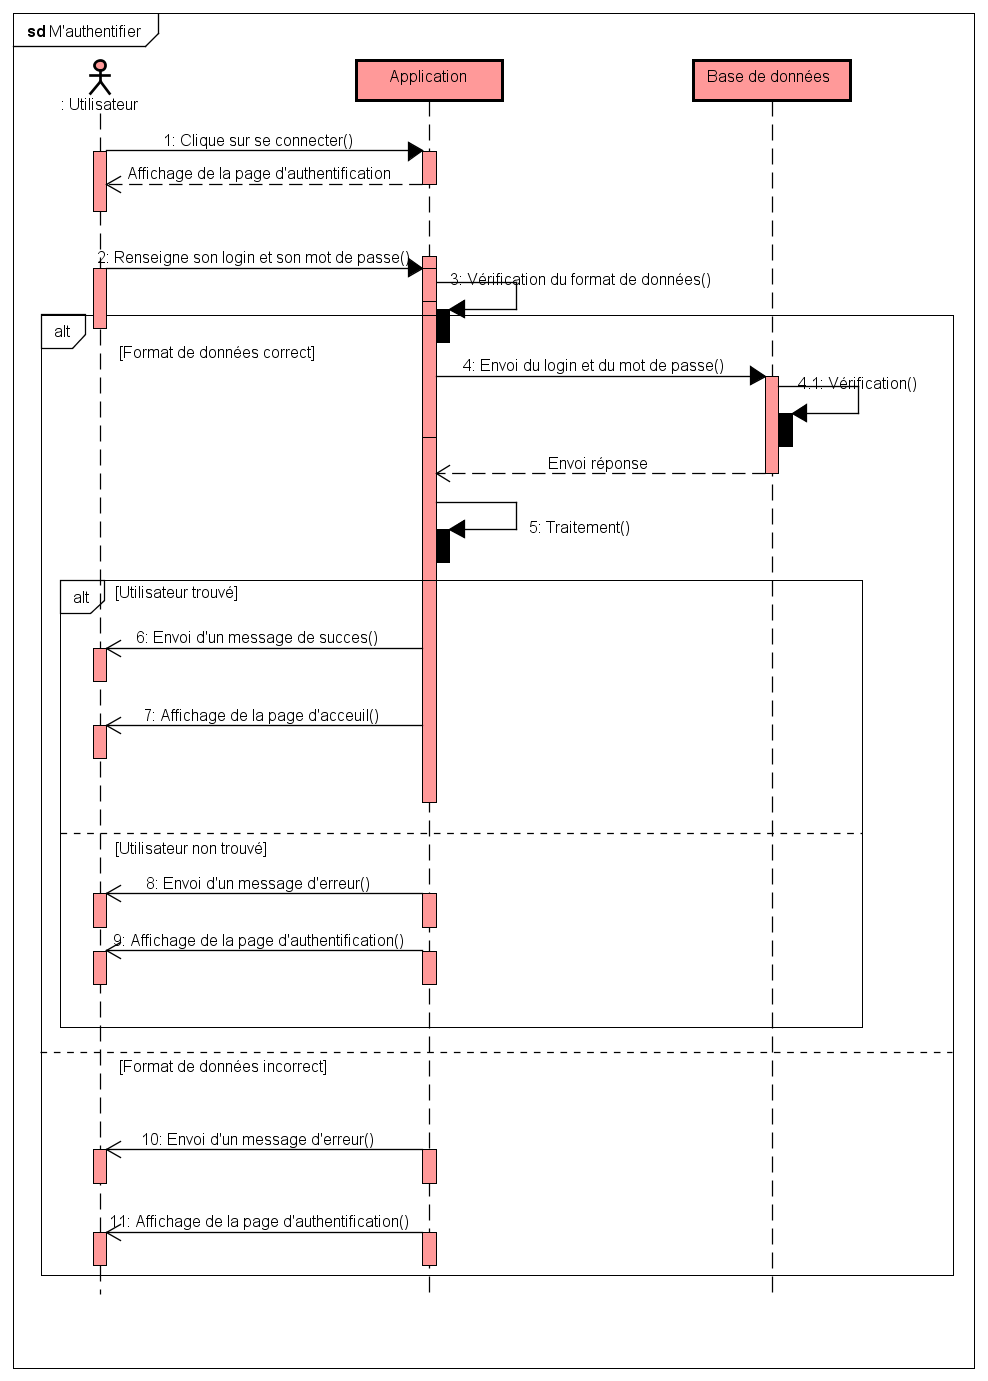 sd M'authentifier
: Utilisateur
Application
Base de données
1: Clique sur se connecter()
Affichage de la page d'authentification
2: Renseigne son login et son mot de passe()
3: Vérification du format de données()
alt
[Format de données correct]
4: Envoi du login et du mot de passe()
4.1: Vérification()
Envoi réponse
5: Traitement()
alt
[Utilisateur trouvé]
6: Envoi d'un message de succes()
7: Affichage de la page d'acceuil()
[Utilisateur non trouvé]
8: Envoi d'un message d'erreur()
9: Affichage de la page d'authentification()
[Format de données incorrect]
10: Envoi d'un message d'erreur()
11: Affichage de la page d'authentification()